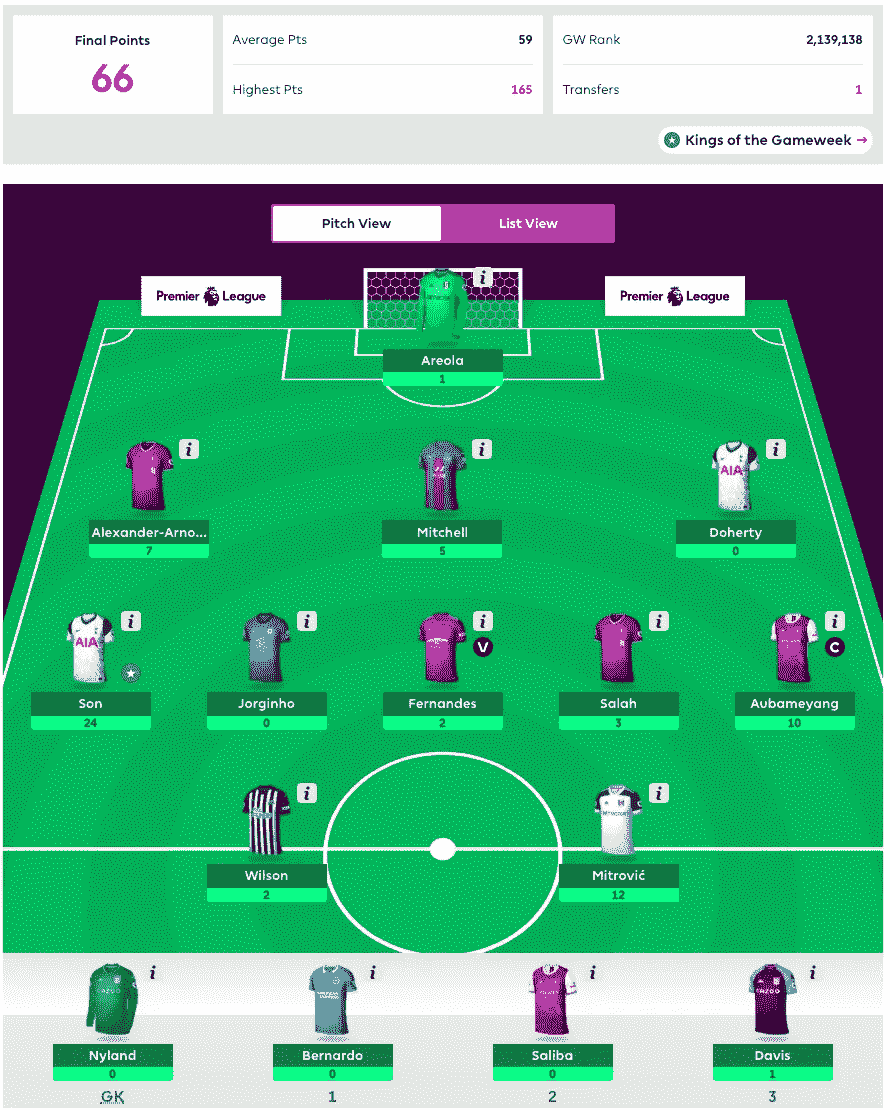 Final Points
66
Average Pts 59
Highest Pts 165
GW Rank 2,139,138
Transfers 1
Kings of the Gameweek →
Pitch View List View
Premier League Premier League
i
Areola
1
i i i
AIA
Alexander-Arno... Mitchell Doherty
7 5 0
i i i i i
AIA V C
Son Jorginho Fernandes Salah Aubameyang
24 0 2 3 10
i i
Wilson Mitrović
2 12
i i i i
Nyland Bernardo Saliba Davis
0 0 0 1
GK 1 2 3